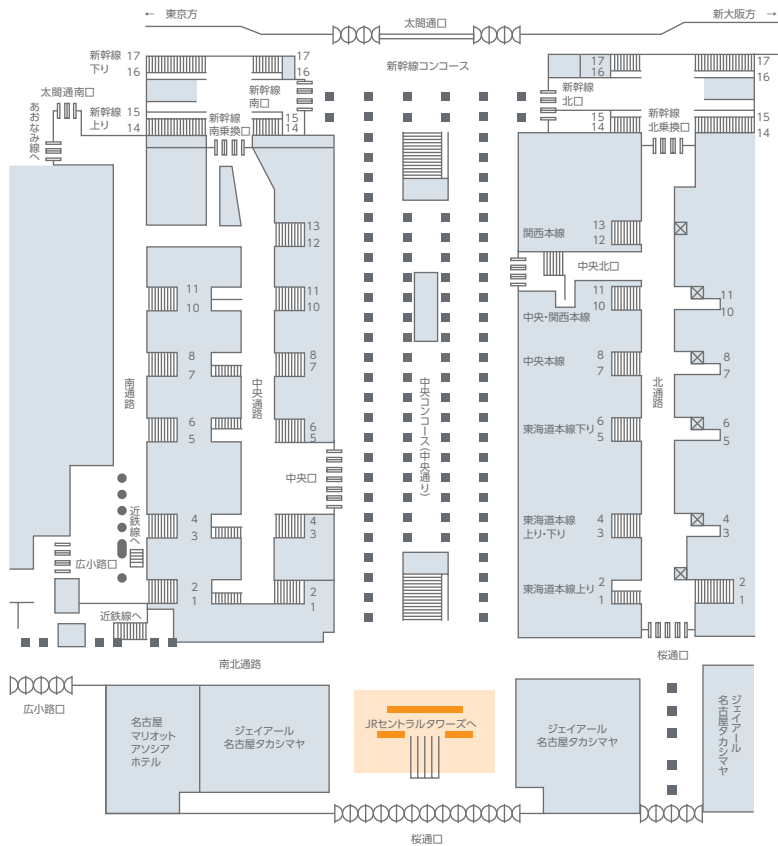 ← 東京方
太閤通口
新大阪方 →
新幹線
下り
17
16
17
16
新幹線コンコース
17
16
17
16
太閤通南口
新幹線
南口
新幹線
北口
あおなみ線へ
新幹線
上り
15
14
15
14
新幹線
南乗換口
15
14
新幹線
北乗換口
15
14
13
12
関西本線
13
12
中央北口
11
10
11
10
11
10
中央・関西本線
11
10
8
7
8
7
中央本線
8
7
8
7
南通路
中央通路
中央コンコース(中央通り)
北通路
6
5
6
5
東海道本線下り
6
5
6
5
中央口
近鉄線へ
4
3
4
3
東海道本線
上り・下り
4
3
4
3
広小路口
2
1
2
1
東海道本線上り
2
1
2
1
近鉄線へ
南北通路
桜通口
広小路口
名古屋
マリオット
アソシア
ホテル
ジェイアール
名古屋タカシマヤ
JRセントラルタワーズへ
ジェイアール
名古屋タカシマヤ
ジェイアール
名古屋タカシマヤ
桜通口